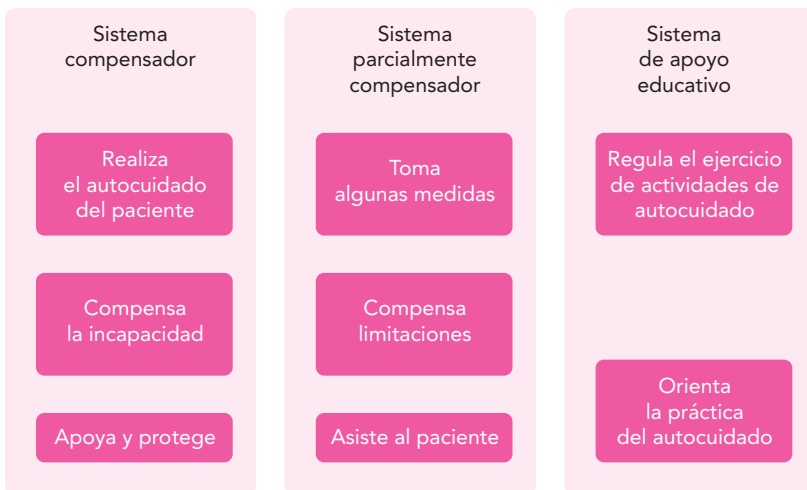 Sistema
compensador
Realiza
el autocuidado
del paciente
Compensa
la incapacidad
Apoya y protege
Sistema
parcialmente
compensador
Toma
algunas medidas
Compensa
limitaciones
Asiste al paciente
Sistema
de apoyo
educativo
Regula el ejercicio
de actividades de
autocuidado
Orienta
la práctica
del autocuidado